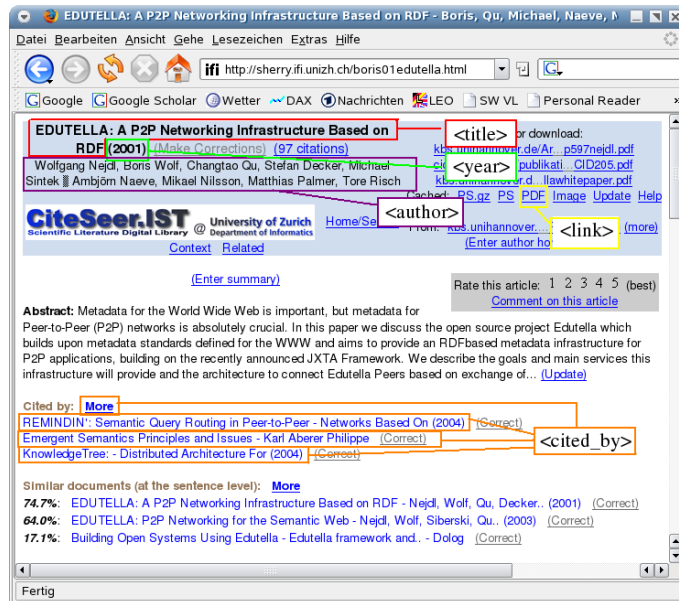 EDUTELLA: A P2P Networking Infrastructure Based on RDF - Boris, Qu, Michael, Naeve, N
Datei Bearbeiten Ansicht Gehe Lesezeichen Extras Hilfe
ifi http://sherry.ifi.unizh.ch/boris01edutella.html G
Google Google Scholar Wetter DAX Nachrichten LEO SW VL Personal Reader »
EDUTELLA: A P2P Networking Infrastructure Based on
RDF (2001) (Make Corrections) (97 citations)
Wolfgang Nejdl, Boris Wolf, Changtao Qu, Stefan Decker, Michael
Sintek Ambjörn Naeve, Mikael Nilsson, Matthias Palmer, Tore Risch
<title> or download:
kbs.unihannover.de/Ar...p597nejdl.pdf
<year> publikati...CID205.pdf
kbs.unihannover.d...llawhitepaper.pdf
Cached: PS.gz PS PDF Image Update Help
<author>
<link>
From: kbs.unihannover.... (more)
(Enter author ho
CiteSeer.IST @ University of Zurich Home/Se
Scientific Literature Digital Library Department of Informatics
Context Related
(Enter summary)
Rate this article: 1 2 3 4 5 (best)
Comment on this article
Abstract: Metadata for the World Wide Web is important, but metadata for
Peer-to-Peer (P2P) networks is absolutely crucial. In this paper we discuss the open source project Edutella which
builds upon metadata standards defined for the WWW and aims to provide an RDFbased metadata infrastructure for
P2P applications, building on the recently announced JXTA Framework. We describe the goals and main services this
infrastructure will provide and the architecture to connect Edutella Peers based on exchange of... (Update)
Cited by: More
REMINDIN': Semantic Query Routing in Peer-to-Peer - Networks Based On (2004) (Correct)
Emergent Semantics Principles and Issues - Karl Aberer Philippe (Correct)
KnowledgeTree: - Distributed Architecture For (2004) (Correct)
<cited_by>
Similar documents (at the sentence level): More
74.7%: EDUTELLA: A P2P Networking Infrastructure Based on RDF - Nejdl, Wolf, Qu, Decker.. (2001) (Correct)
64.0%: EDUTELLA: P2P Networking for the Semantic Web - Nejdl, Wolf, Siberski, Qu.. (2003) (Correct)
17.1%: Building Open Systems Using Edutella - Edutella framework and.. - Dolog (Correct)
Fertig